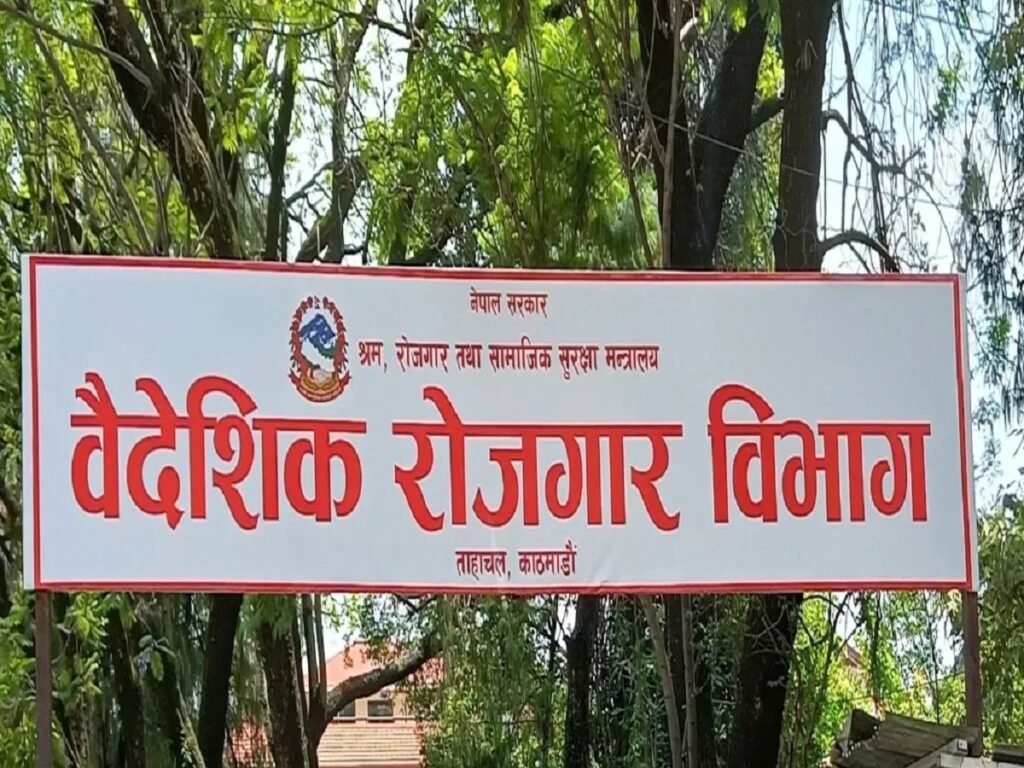 नेपाल सरकार
श्रम, रोजगार तथा सामाजिक सुरक्षा मन्त्रालय
वैदेशिक रोजगार विभाग
ताहाचल, काठमाडौं